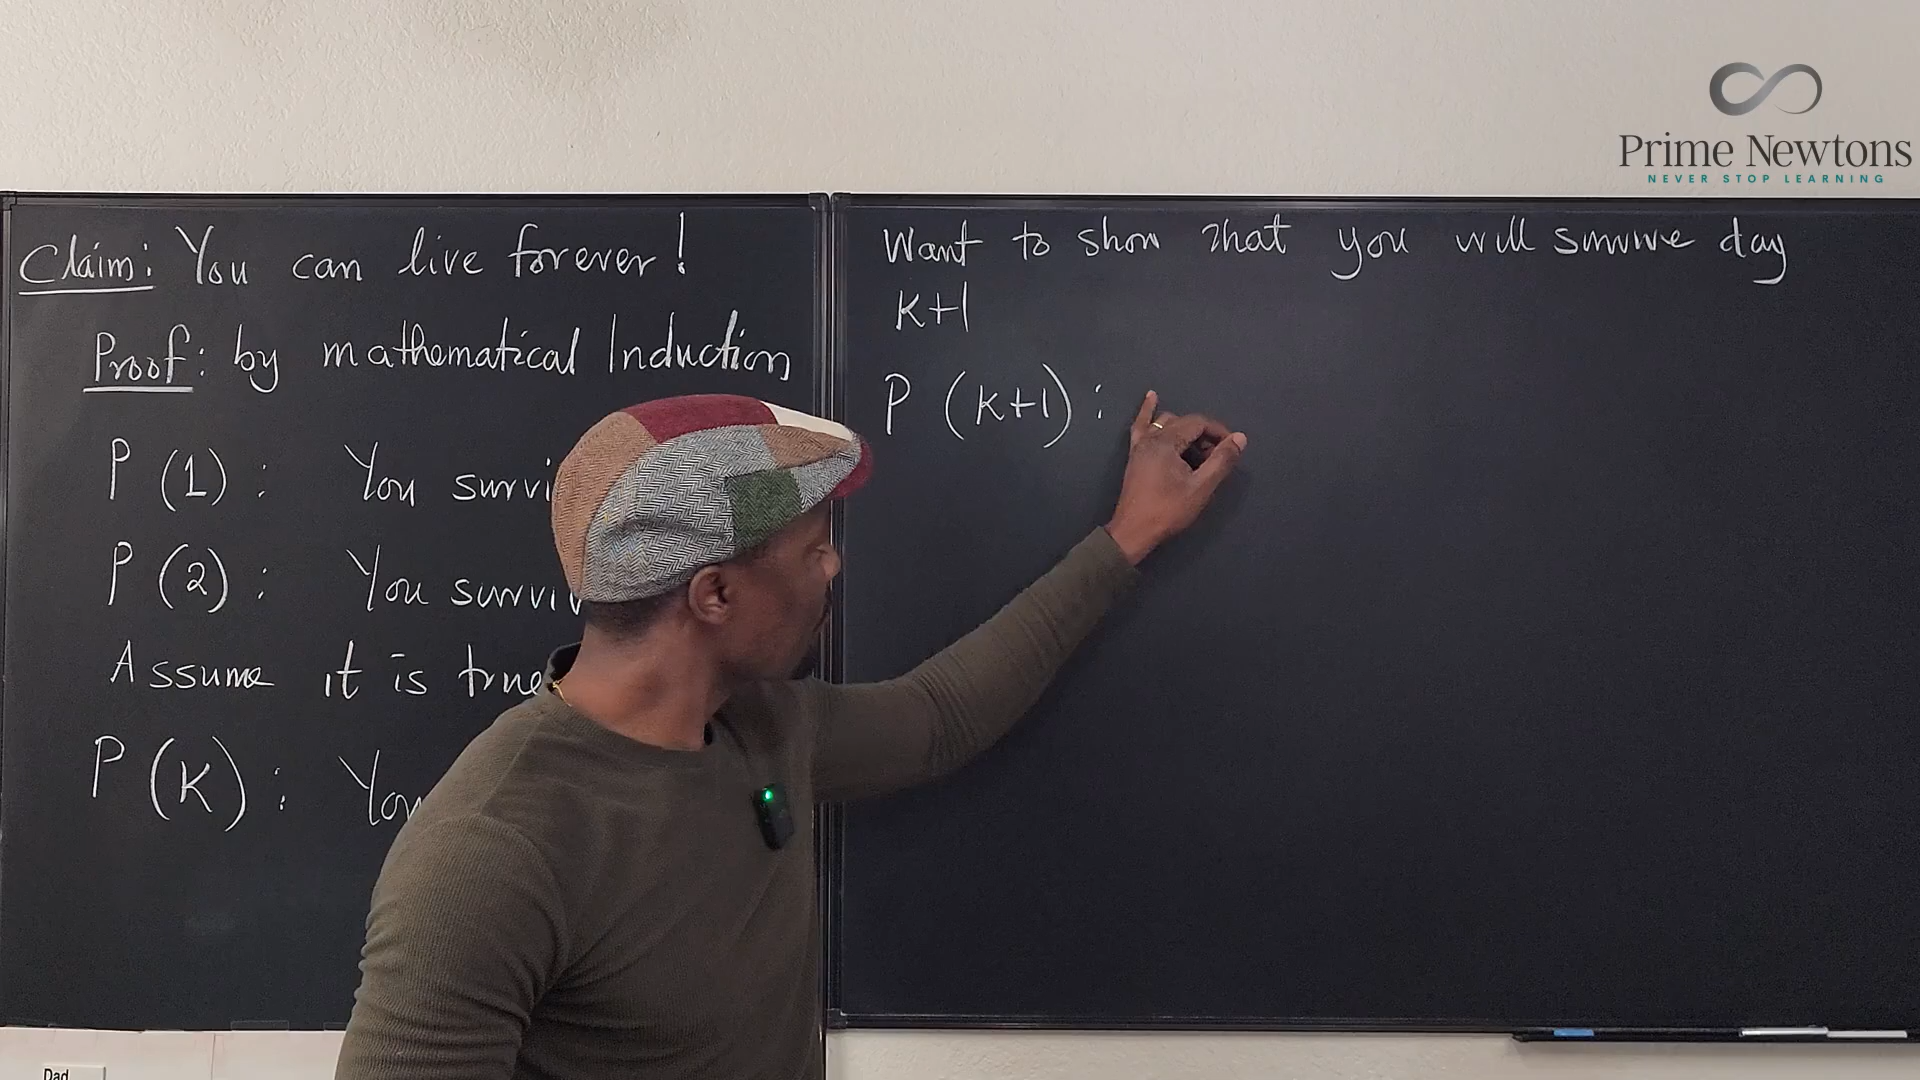 Prime Newtons
NEVER STOP LEARNING
Claim: You can live forever!
Proof: by mathematical Induction
P (1) : You survi
P (2) : You surviv
Assume it is true
P (K) : You
Want to show that you will survive day
k+1
P (k+1) :
Dad